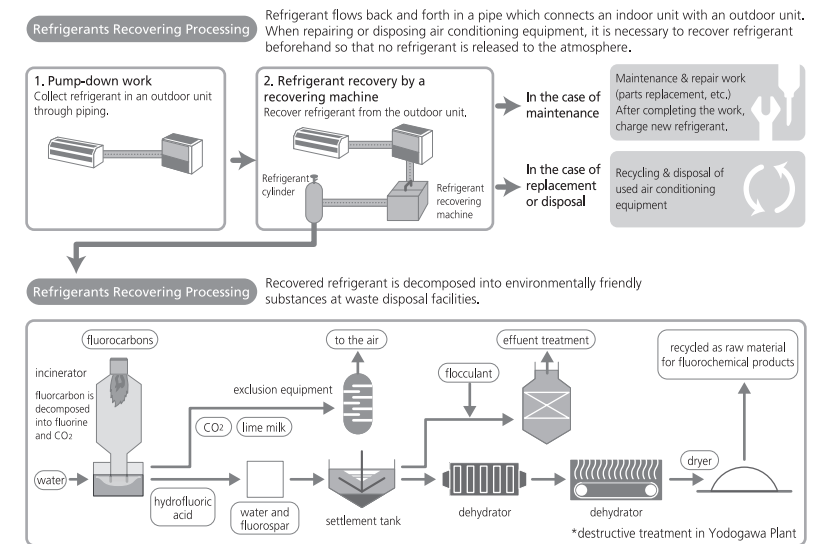 Refrigerants Recovering Processing
Refrigerant flows back and forth in a pipe which connects an indoor unit with an outdoor unit.
When repairing or disposing air conditioning equipment, it is necessary to recover refrigerant
beforehand so that no refrigerant is released to the atmosphere.
1. Pump-down work
Collect refrigerant in an outdoor unit
through piping.
2. Refrigerant recovery by a
recovering machine
Recover refrigerant from the outdoor unit.
Refrigerant
cylinder
Refrigerant
recovering
machine
In the case of
maintenance
Maintenance & repair work
(parts replacement, etc.)
After completing the work,
charge new refrigerant.
In the case of
replacement
or disposal
Recycling & disposal of
used air conditioning
equipment
Refrigerants Recovering Processing
Recovered refrigerant is decomposed into environmentally friendly
substances at waste disposal facilities.
fluorocarbons
incinerator
fluorcarbon is
decomposed
into fluorine
and CO2
water
exclusion equipment
CO2
lime milk
to the air
hydrofluoric
acid
water and
fluorospar
settlement tank
flocculant
effuent treatment
dehydrator
dehydrator
dryer
recycled as raw material
for fluorochemical products
*destructive treatment in Yodogawa Plant